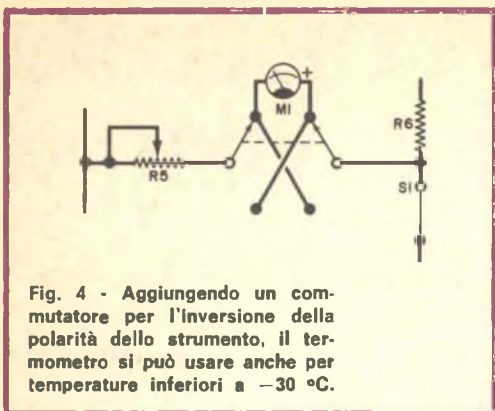 +
M1
R6
R5
S1
Fig. 4 - Aggiungendo un com-
mutatore per l'inversione della
polarità dello strumento, il ter-
mometro si può usare anche per
temperature inferiori a −30 °C.